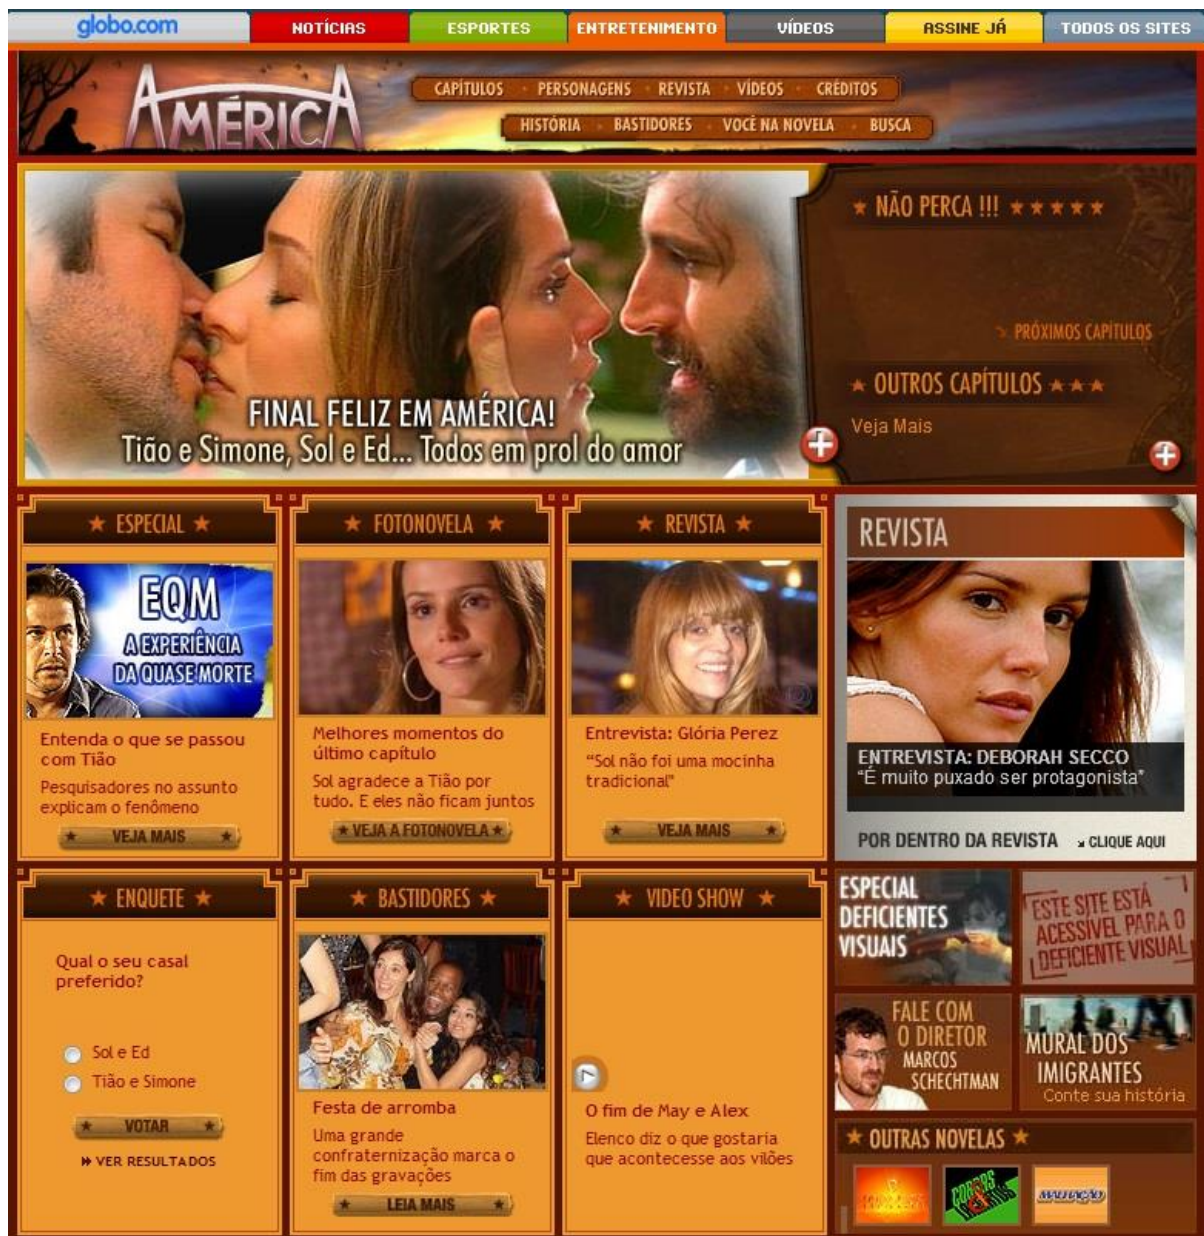 globo.com
NOTÍCIAS
ESPORTES
ENTRETENIMENTO
VÍDEOS
ASSINE JÁ
TODOS OS SITES
AMÉRICA
CAPÍTULOS · PERSONAGENS · REVISTA · VÍDEOS · CRÉDITOS
HISTÓRIA · BASTIDORES · VOCÊ NA NOVELA · BUSCA
FINAL FELIZ EM AMÉRICA!
Tião e Simone, Sol e Ed... Todos em prol do amor
NÃO PERCA !!!
PRÓXIMOS CAPÍTULOS
OUTROS CAPÍTULOS
Veja Mais
ESPECIAL
EQM
A EXPERIÊNCIA
DA QUASE MORTE
Entenda o que se passou
com Tião
Pesquisadores no assunto
explicam o fenômeno
VEJA MAIS
FOTONOVELA
Melhores momentos do
último capítulo
Sol agradece a Tião por
tudo. E eles não ficam juntos
VEJA A FOTONOVELA
REVISTA
Entrevista: Glória Perez
“Sol não foi uma mocinha
tradicional"
VEJA MAIS
REVISTA
ENTREVISTA: DEBORAH SECCO
“É muito puxado ser protagonista”
POR DENTRO DA REVISTA
CLIQUE AQUI
ENQUETE
Qual o seu casal
preferido?
Sol e Ed
Tião e Simone
VOTAR
VER RESULTADOS
BASTIDORES
Festa de arromba
Uma grande
confraternização marca o
fim das gravações
LEIA MAIS
VIDEO SHOW
O fim de May e Alex
Elenco diz o que gostaria
que acontecesse aos vilões
ESPECIAL
DEFICIENTES
VISUAIS
ESTE SITE ESTÁ
ACESSÍVEL PARA O
DEFICIENTE VISUAL
FALE COM
O DIRETOR
MARCOS
SCHECHTMAN
MURAL DOS
IMIGRANTES
Conte sua história
OUTRAS NOVELAS
MALHAÇÃO